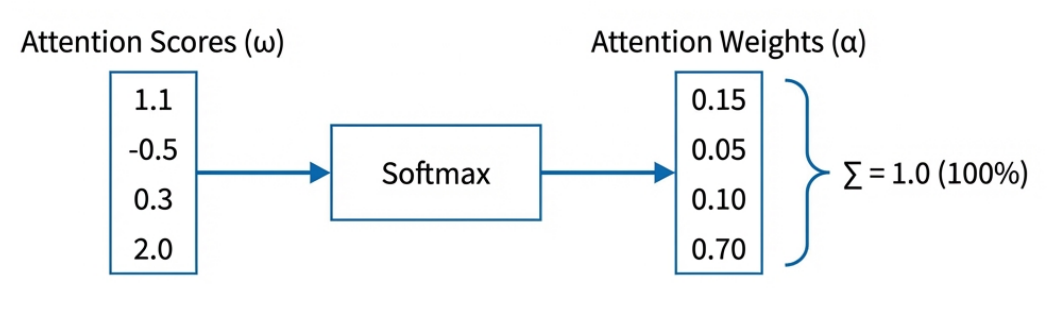 Attention Scores (ω)
1.1
-0.5
0.3
2.0
Softmax
Attention Weights (α)
0.15
0.05
0.10
0.70
∑ = 1.0 (100%)